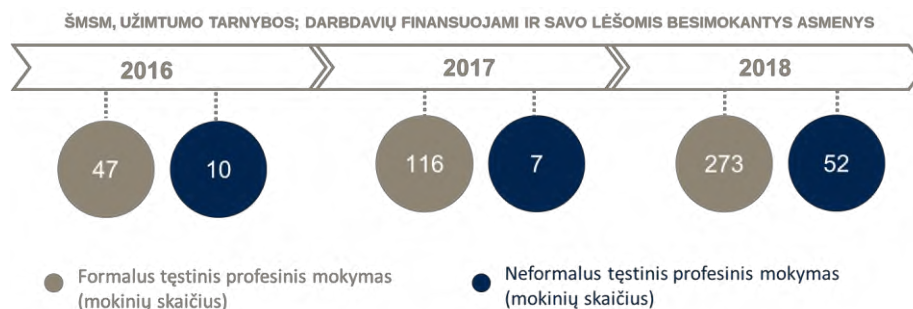 ŠMSM, UŽIMTUMO TARNYBOS; DARBDAVIŲ FINANSUOJAMI IR SAVO LĖŠOMIS BESIMOKANTYS ASMENYS
2016 2017 2018
47 10 116 7 273 52
Formalus tęstinis profesinis mokymas
(mokinių skaičius)
Neformalus tęstinis profesinis mokymas
(mokinių skaičius)